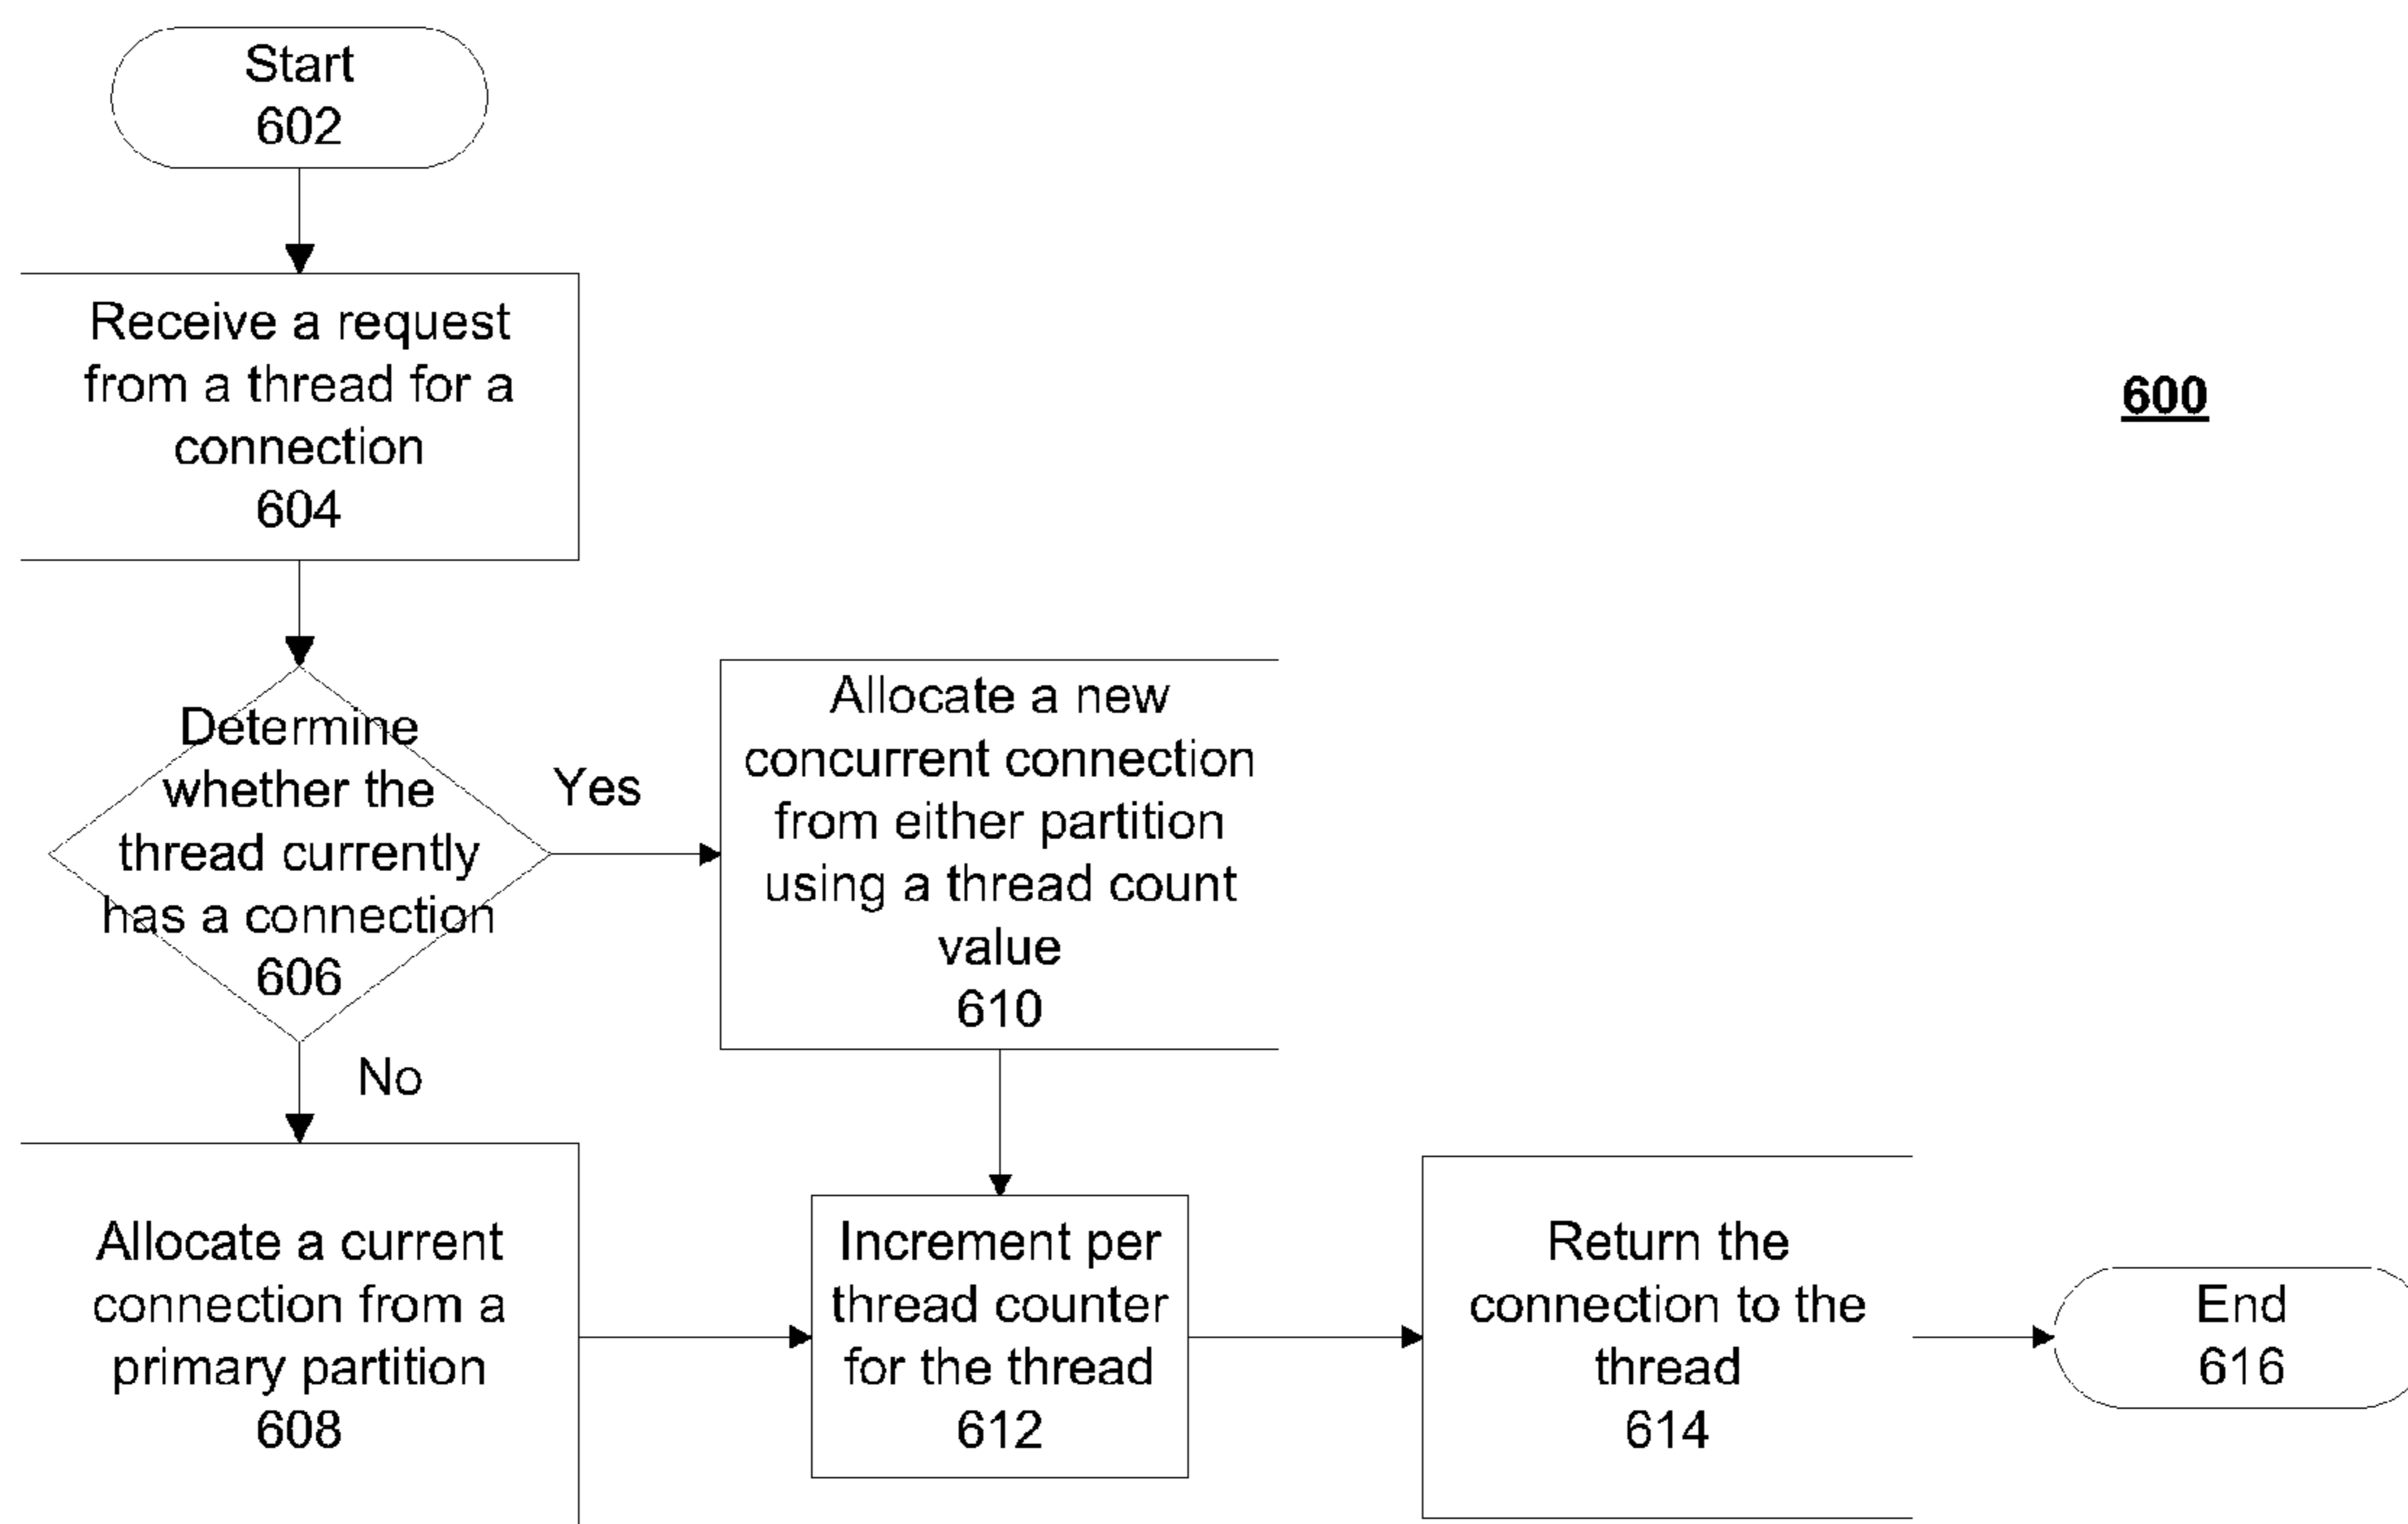 Start
602
Receive a request
from a thread for a
connection
604
600
Determine
whether the
thread currently
has a connection
606
Yes
No
Allocate a new
concurrent connection
from either partition
using a thread count
value
610
Allocate a current
connection from a
primary partition
608
Increment per
thread counter
for the thread
612
Return the
connection to the
thread
614
End
616